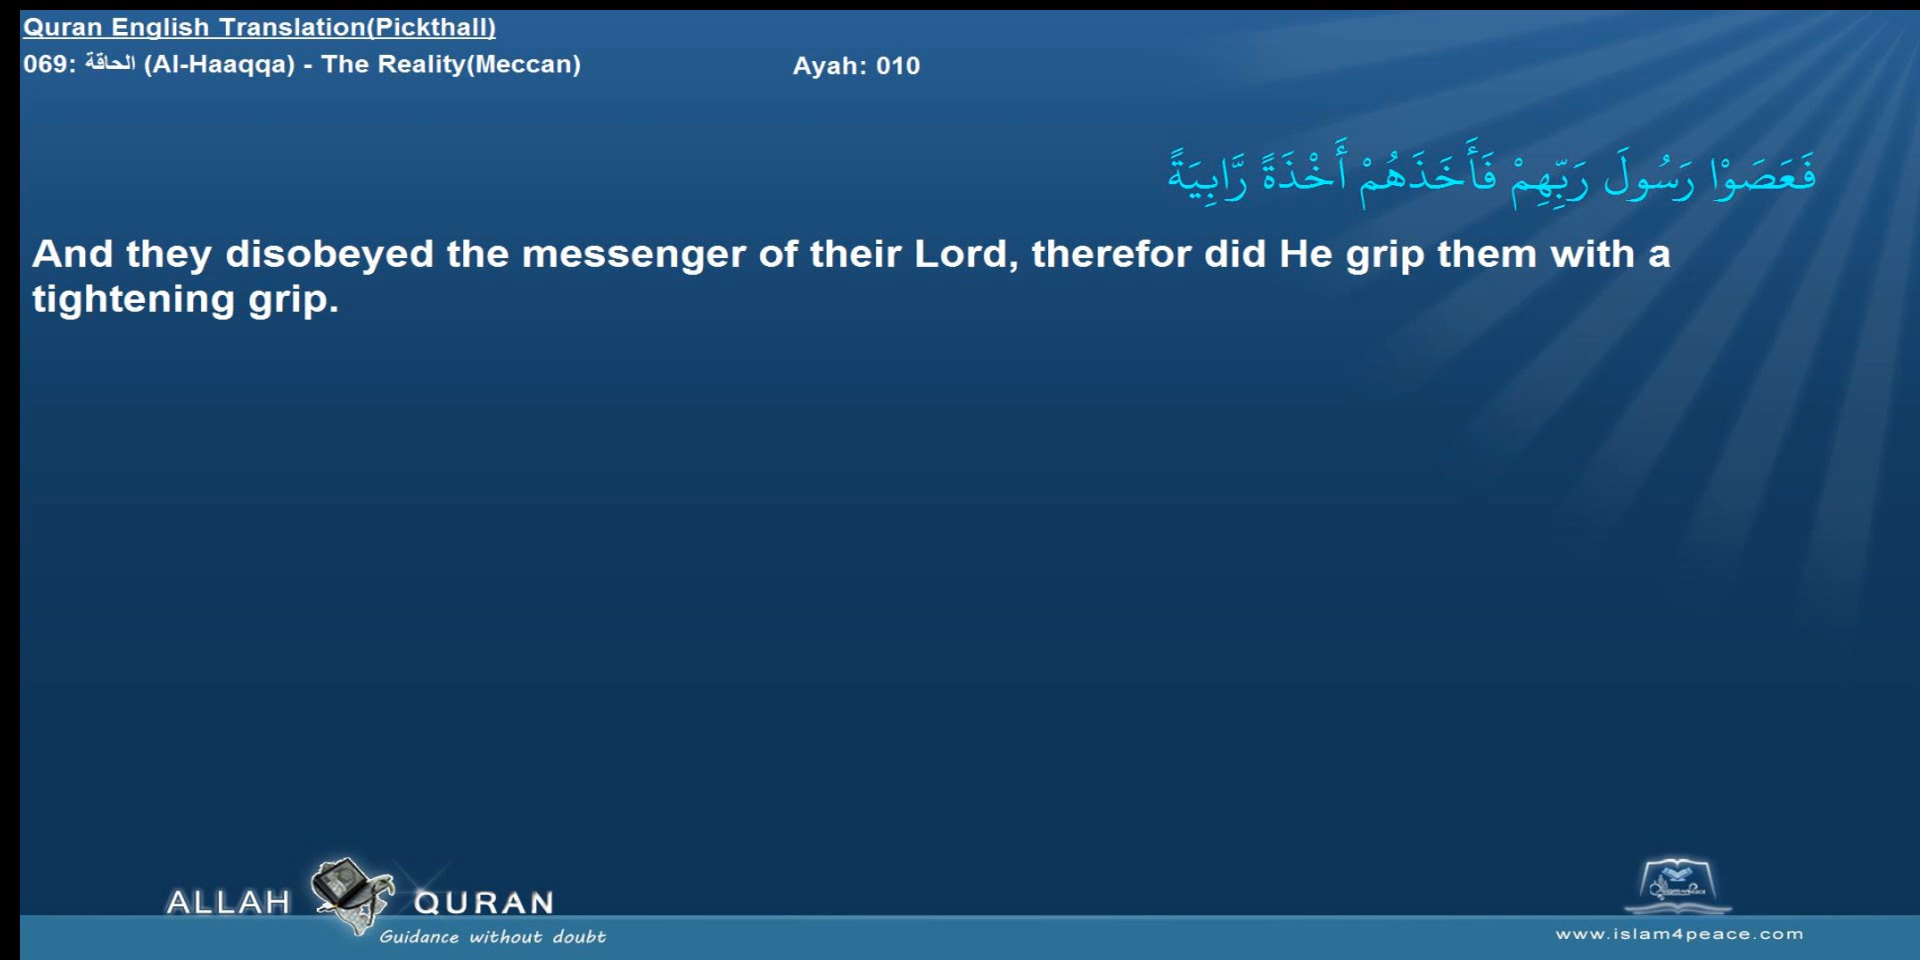 Quran English Translation(Pickthall)
069: الحاقة (Al-Haaqqa) - The Reality(Meccan)
Ayah: 010
فَعَصَوْا رَسُولَ رَبِّهِمْ فَأَخَذَهُمْ أَخْذَةً رَّابِيَةً
And they disobeyed the messenger of their Lord, therefor did He grip them with a
tightening grip.
ALLAH QURAN
Guidance without doubt
www.islam4peace.com